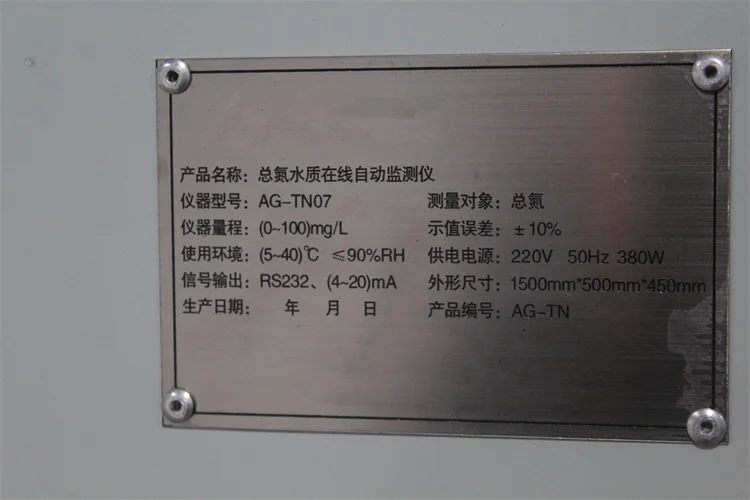 产品名称：总氮水质在线自动监测仪
仪器型号：AG-TN07 测量对象：总氮
仪器量程：(0~100)mg/L 示值误差：±10%
使用环境：(5~40)℃ ≤90%RH 供电电源：220V 50Hz 380W
信号输出：RS232、(4~20)mA 外形尺寸：1500mm*500mm*450mm
生产日期： 年 月 日 产品编号：AG-TN